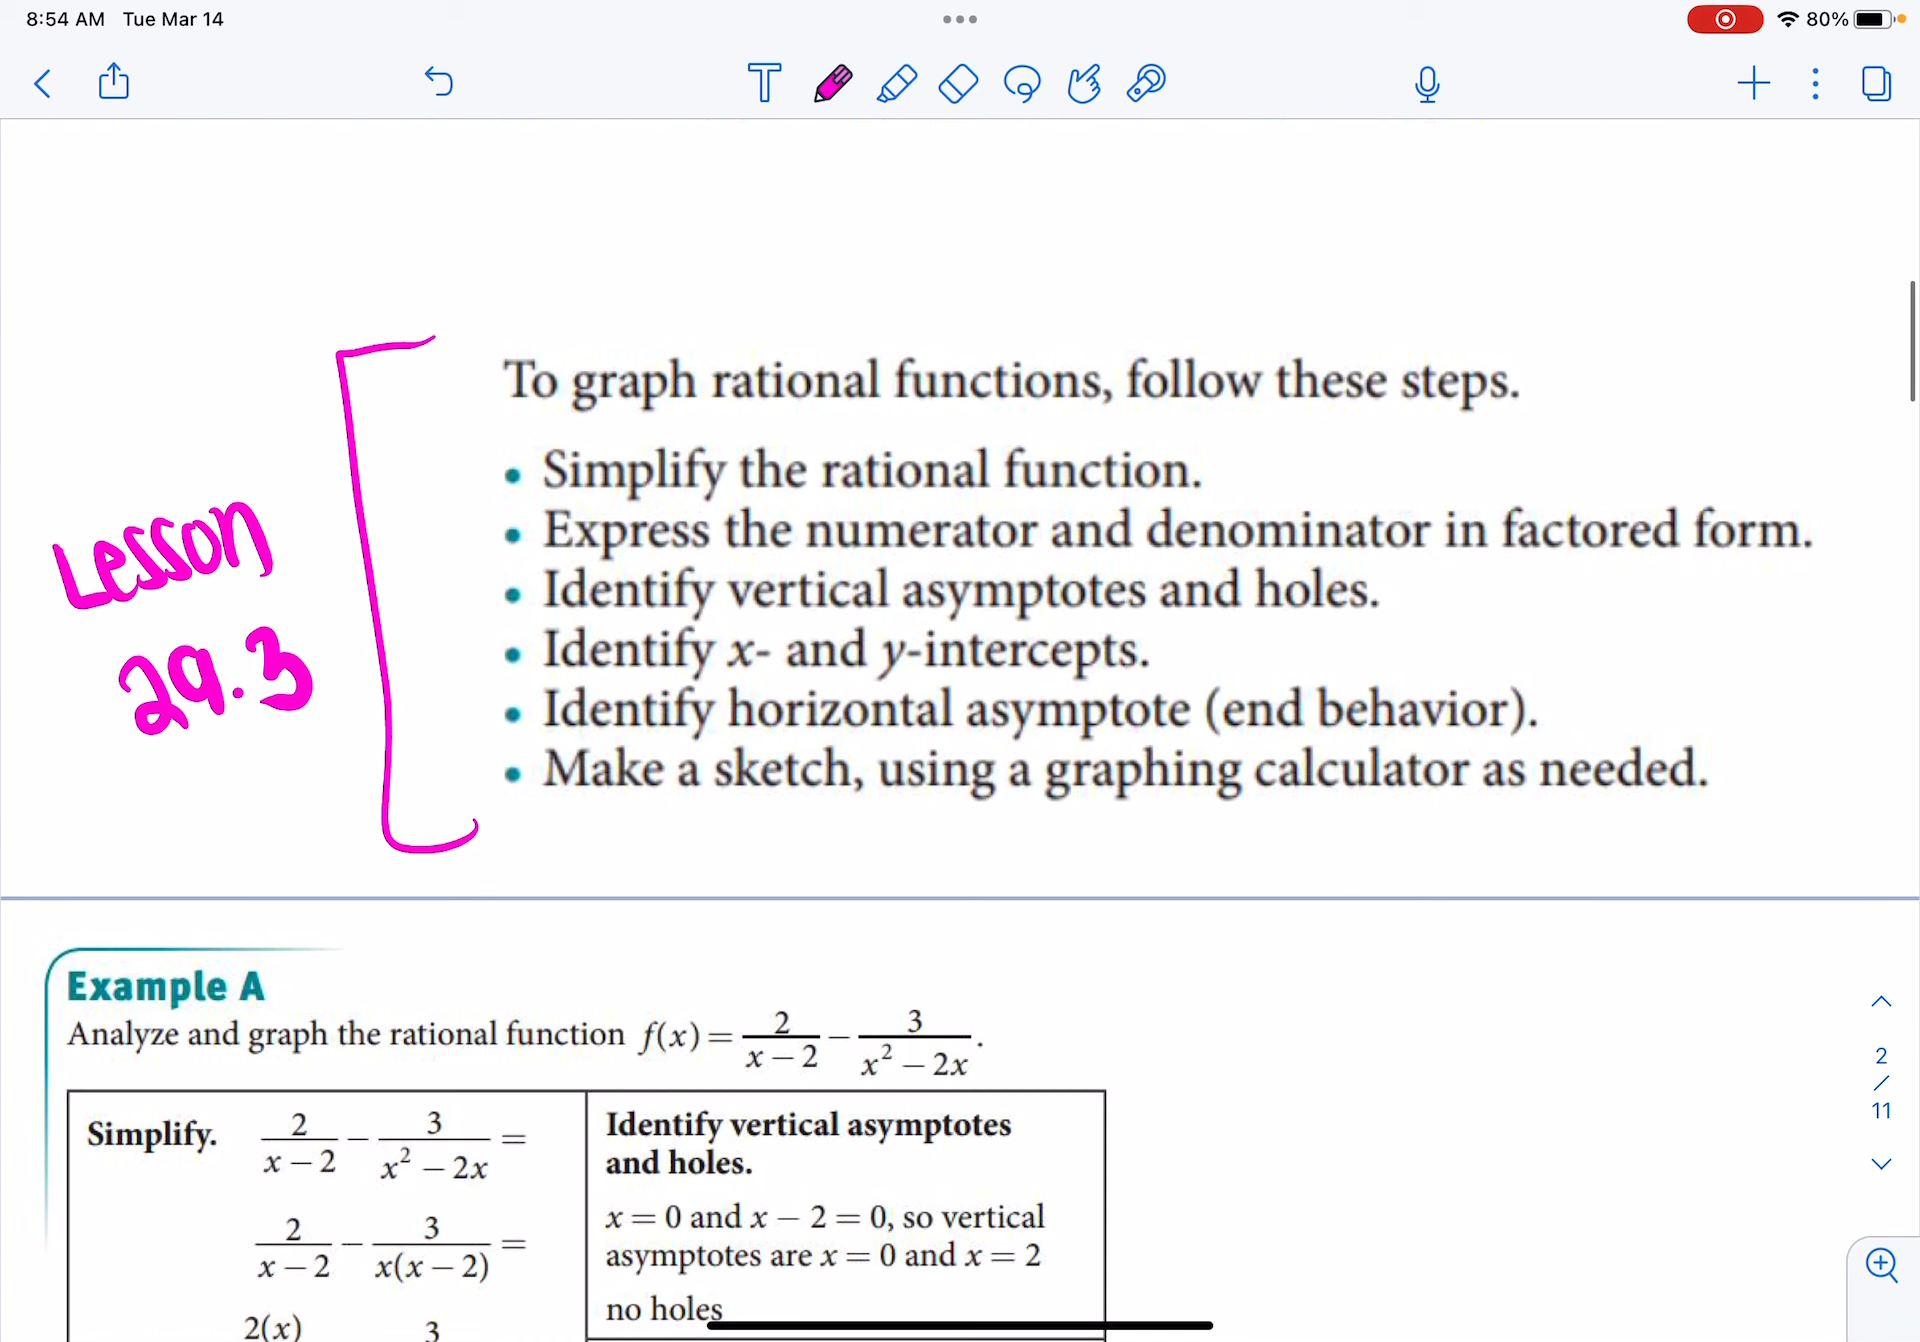 8:54 AM Tue Mar 14
80%
T
To graph rational functions, follow these steps.
• Simplify the rational function.
• Express the numerator and denominator in factored form.
• Identify vertical asymptotes and holes.
• Identify x- and y-intercepts.
• Identify horizontal asymptote (end behavior).
• Make a sketch, using a graphing calculator as needed.
Lesson
29.3
Example A
Analyze and graph the rational function f(x) = 2/(x − 2) − 3/(x² − 2x).
Simplify. 2/(x − 2) − 3/(x² − 2x) =
2/(x − 2) − 3/(x(x − 2)) =
2(x) 3
Identify vertical asymptotes
and holes.
x = 0 and x − 2 = 0, so vertical
asymptotes are x = 0 and x = 2
no holes
2
/
11